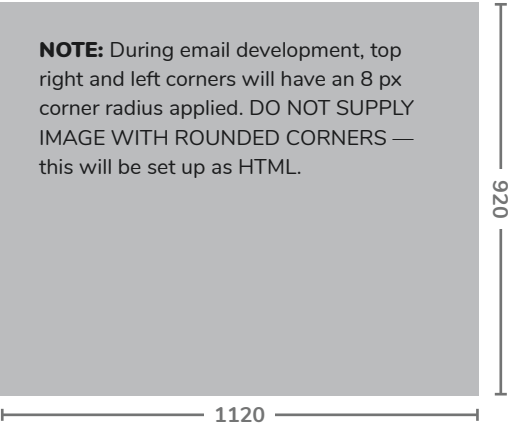 NOTE: During email development, top
right and left corners will have an 8 px
corner radius applied. DO NOT SUPPLY
IMAGE WITH ROUNDED CORNERS —
this will be set up as HTML.
920
1120